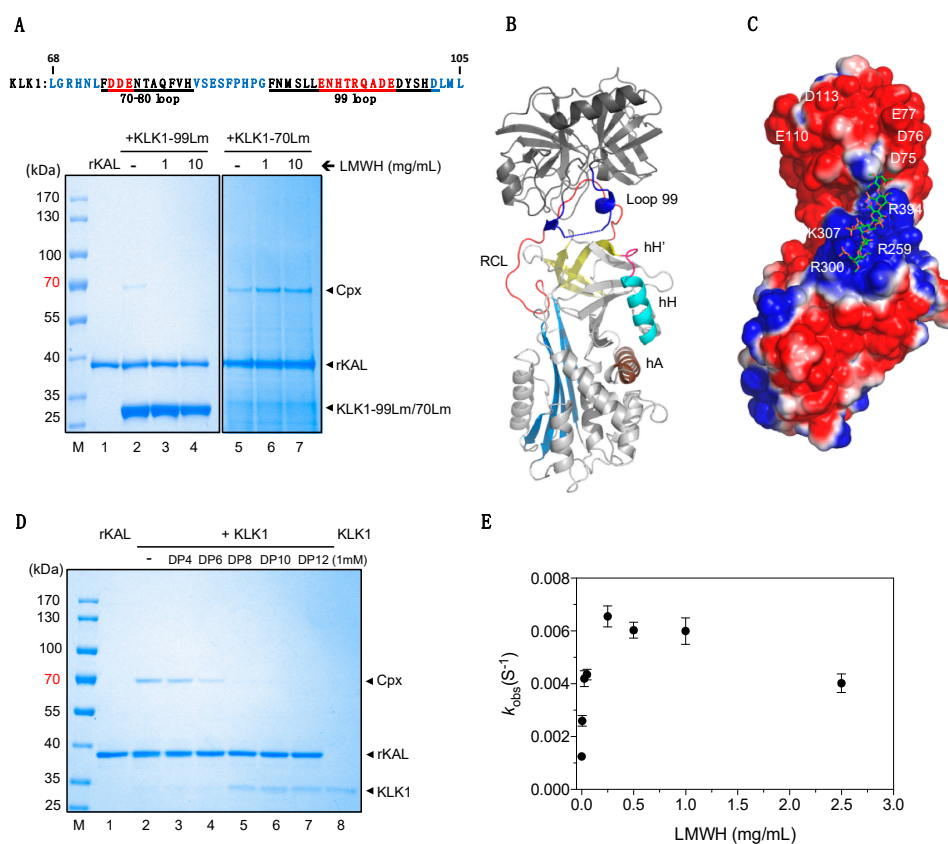 A
68 105
KLK1:LGRHNLFDDENTAQFVHVSESFPHPGFNMSLLENHTRQADEDYSHDLML
70-80 loop 99 loop
+KLK1-99Lm +KLK1-70Lm
(kDa) rKAL - 1 10 - 1 10 ← LMWH (mg/mL)
170
130
100
70
55
40
35
25
Cpx
rKAL
KLK1-99Lm/70Lm
M 1 2 3 4 5 6 7
B
Loop 99
RCL
hH'
hH
hA
C
D113
E77
E110
D76
D75
R394
K307
R259
R300
D
rKAL + KLK1 KLK1
(kDa) - DP4 DP6 DP8 DP10 DP12 (1mM)
170
130
100
70
55
40
35
25
Cpx
rKAL
KLK1
M 1 2 3 4 5 6 7 8
E
kobs(S-1)
0.008
0.006
0.004
0.002
0.000
0.0 0.5 1.0 1.5 2.0 2.5 3.0
LMWH (mg/mL)